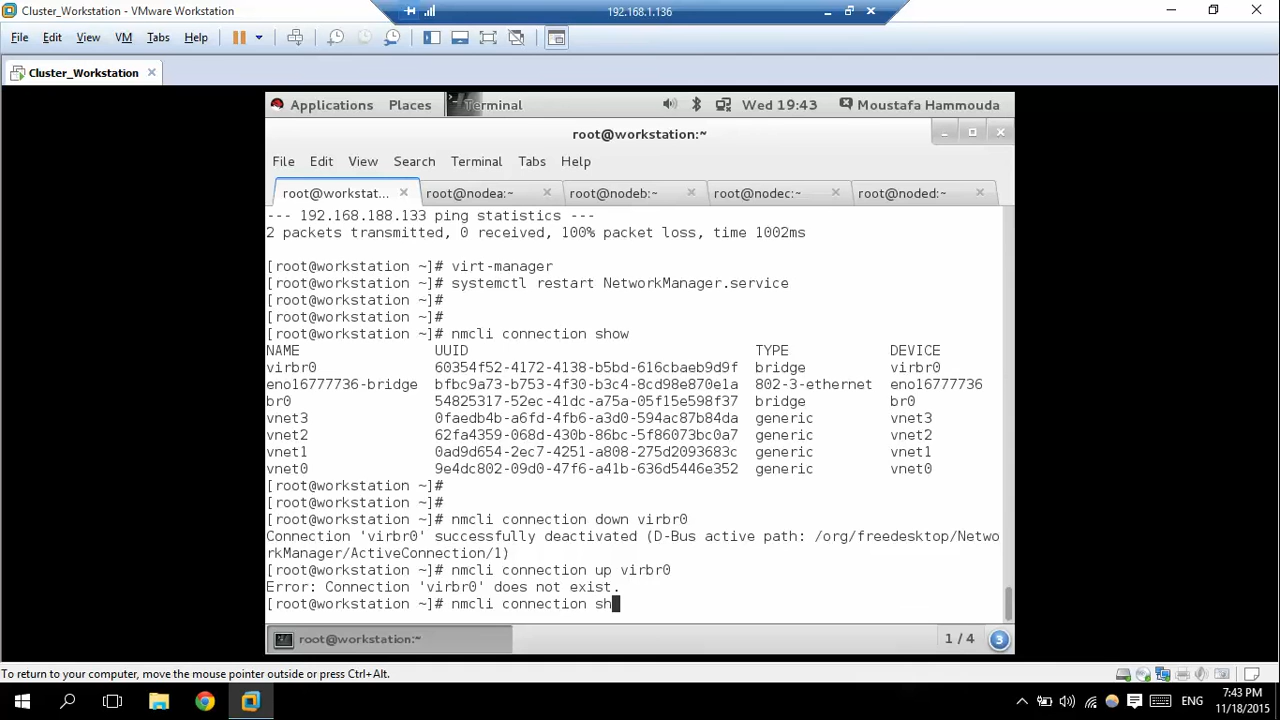 Cluster_Workstation - VMware Workstation
192.168.1.136
File Edit View VM Tabs Help
Cluster_Workstation
Applications Places Terminal Wed 19:43 Moustafa Hammouda
root@workstation:~
File Edit View Search Terminal Tabs Help
root@workstat... root@nodea:~ root@nodeb:~ root@nodec:~ root@noded:~
--- 192.168.188.133 ping statistics ---
2 packets transmitted, 0 received, 100% packet loss, time 1002ms
[root@workstation ~]# virt-manager
[root@workstation ~]# systemctl restart NetworkManager.service
[root@workstation ~]#
[root@workstation ~]#
[root@workstation ~]# nmcli connection show
NAME UUID TYPE DEVICE
virbr0 60354f52-4172-4138-b5bd-616cbaeb9d9f bridge virbr0
eno16777736-bridge bfbc9a73-b753-4f30-b3c4-8cd98e870e1a 802-3-ethernet eno16777736
br0 54825317-52ec-41dc-a75a-05f15e598f37 bridge br0
vnet3 0faedb4b-a6fd-4fb6-a3d0-594ac87b84da generic vnet3
vnet2 62fa4359-068d-430b-86bc-5f86073bc0a7 generic vnet2
vnet1 0ad9d654-2ec7-4251-a808-275d2093683c generic vnet1
vnet0 9e4dc802-09d0-47f6-a41b-636d5446e352 generic vnet0
[root@workstation ~]#
[root@workstation ~]#
[root@workstation ~]# nmcli connection down virbr0
Connection 'virbr0' successfully deactivated (D-Bus active path: /org/freedesktop/Netwo
rkManager/ActiveConnection/1)
[root@workstation ~]# nmcli connection up virbr0
Error: Connection 'virbr0' does not exist.
[root@workstation ~]# nmcli connection sh
root@workstation:~ 1 / 4 3
To return to your computer, move the mouse pointer outside or press Ctrl+Alt.
ENG
7:43 PM
11/18/2015